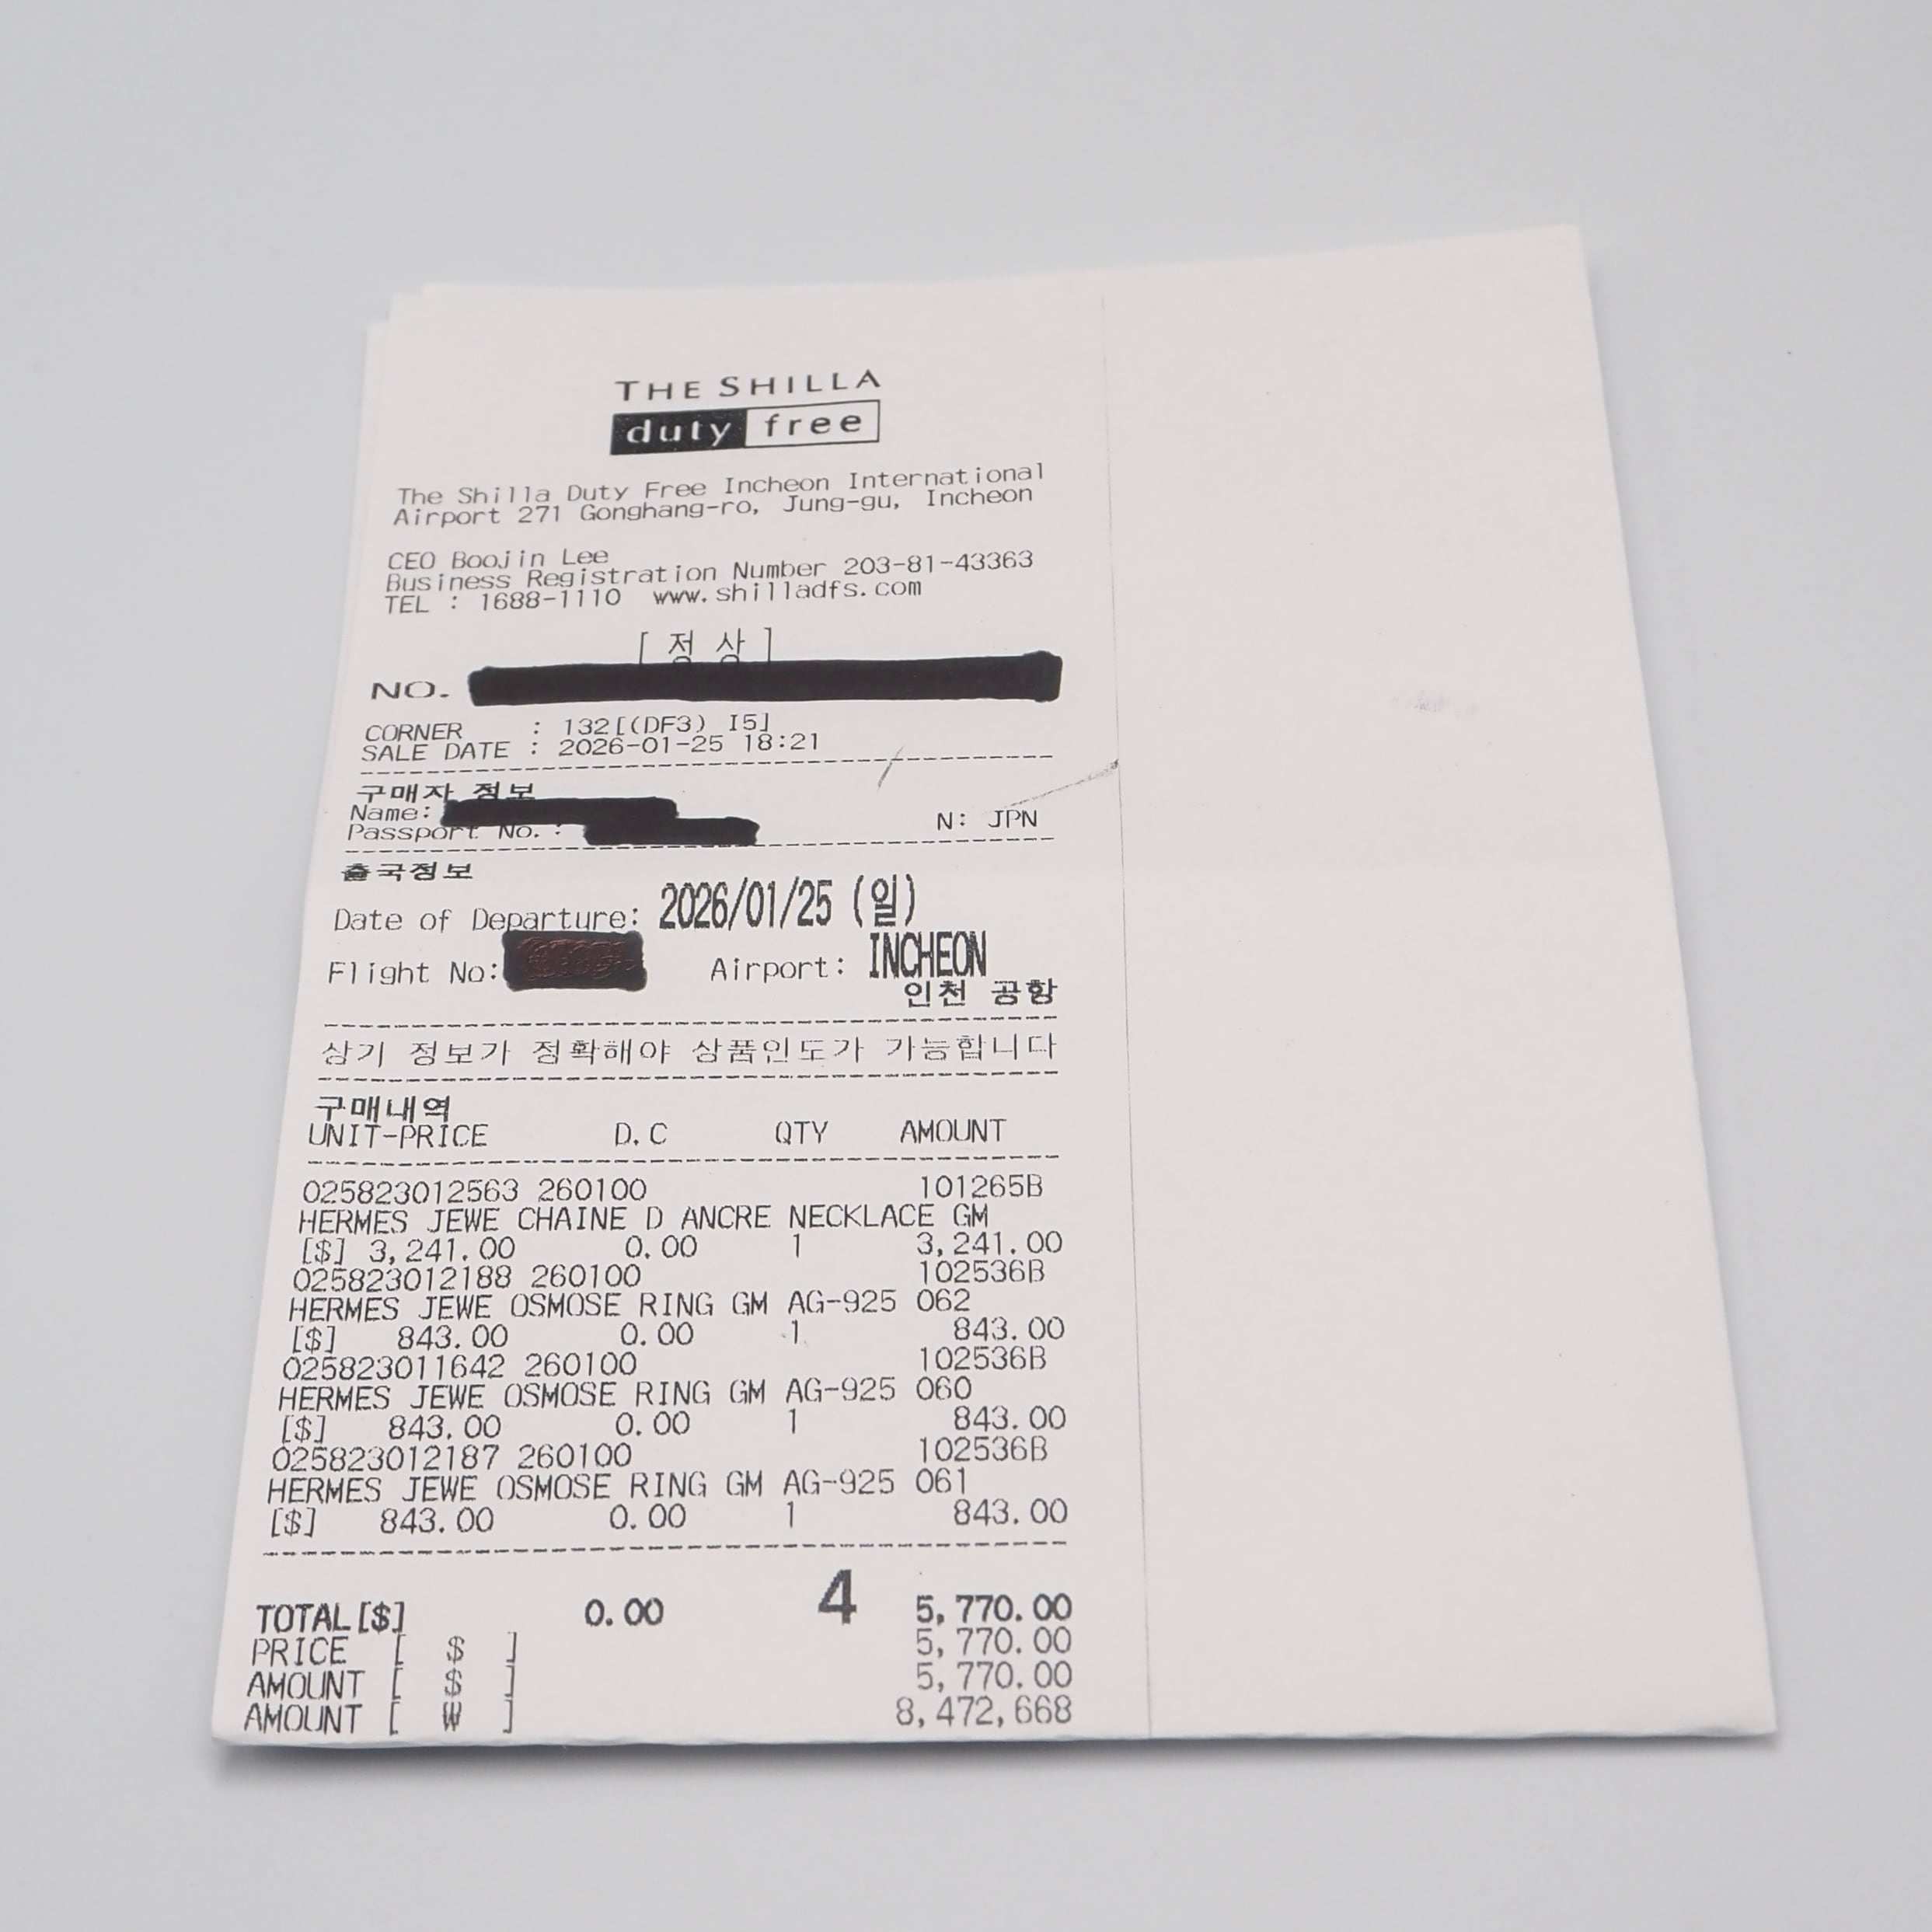 THE SHILLA
duty free
The Shilla Duty Free Incheon International
Airport 271 Gonghang-ro, Jung-gu, Incheon
CEO Boojin Lee
Business Registration Number 203-81-43363
TEL : 1688-1110 www.shilladfs.com
[ 정 상 ]
NO.
CORNER : 132[(DF3) I5]
SALE DATE : 2026-01-25 18:21
구매자 정보
Name:
Passport No. : N: JPN
출국정보
Date of Departure: 2026/01/25 (일)
Flight No: Airport: INCHEON
인천 공항
상기 정보가 정확해야 상품인도가 가능합니다
구매내역
UNIT-PRICE D.C QTY AMOUNT
025823012563 260100 101265B
HERMES JEWE CHAINE D ANCRE NECKLACE GM
[$] 3,241.00 0.00 1 3,241.00
025823012188 260100 102536B
HERMES JEWE OSMOSE RING GM AG-925 062
[$] 843.00 0.00 1 843.00
025823011642 260100 102536B
HERMES JEWE OSMOSE RING GM AG-925 060
[$] 843.00 0.00 1 843.00
025823012187 260100 102536B
HERMES JEWE OSMOSE RING GM AG-925 061
[$] 843.00 0.00 1 843.00
TOTAL[$] 0.00 4 5,770.00
PRICE [ $ ] 5,770.00
AMOUNT [ $ ] 5,770.00
AMOUNT [ ₩ ] 8,472,668